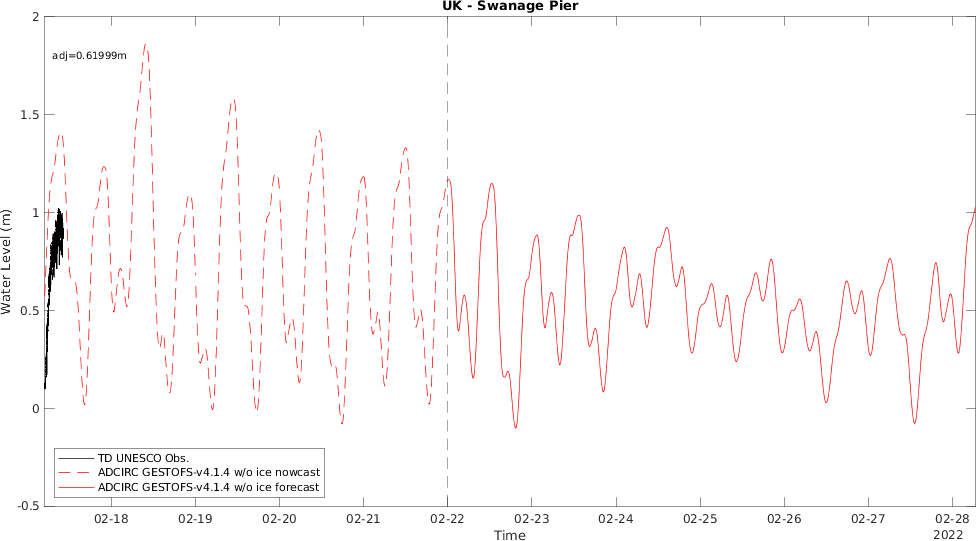 UK - Swanage Pier
adj=0.61999m
2
1.5
1
0.5
0
-0.5
Water Level (m)
TD UNESCO Obs.
ADCIRC GESTOFS-v4.1.4 w/o ice nowcast
ADCIRC GESTOFS-v4.1.4 w/o ice forecast
02-18 02-19 02-20 02-21 02-22 02-23 02-24 02-25 02-26 02-27 02-28
Time
2022